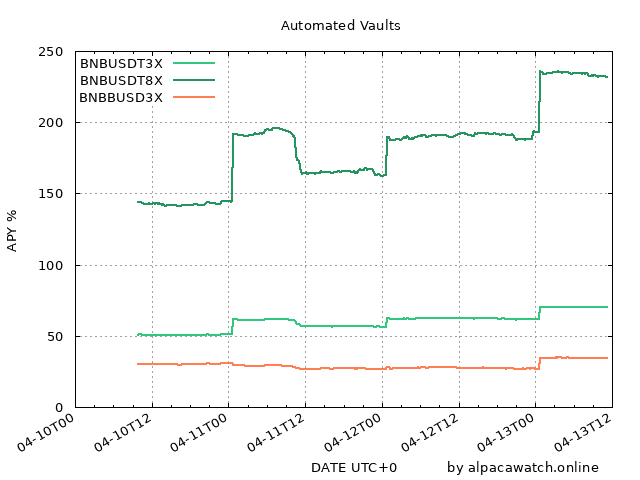 Automated Vaults
250
200
150
100
50
0
APY %
BNBUSDT3X
BNBUSDT8X
BNBBUSD3X
04-10T00
04-10T12
04-11T00
04-11T12
04-12T00
04-12T12
04-13T00
04-13T12
DATE UTC+0
by alpacawatch.online